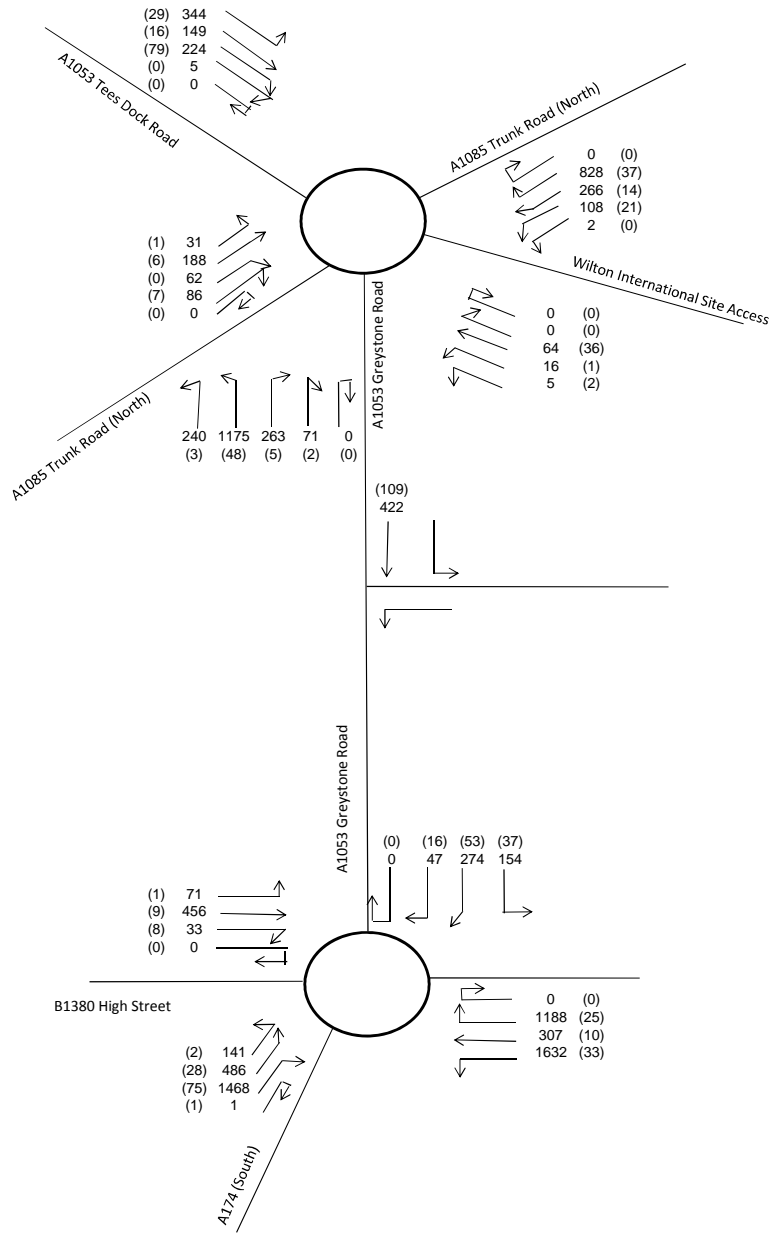 (29) 344
(16) 149
(79) 224
(0) 5
(0) 0
A1053 Tees Dock Road
A1085 Trunk Road (North)
0 (0)
828 (37)
266 (14)
108 (21)
2 (0)
(1) 31
(6) 188
(0) 62
(7) 86
(0) 0
Wilton International Site Access
0 (0)
0 (0)
64 (36)
16 (1)
5 (2)
A1085 Trunk Road (North)
A1053 Greystone Road
240 1175 263 71 0
(3) (48) (5) (2) (0)
(109)
422
A1053 Greystone Road
(0) (16) (53) (37)
0 47 274 154
(1) 71
(9) 456
(8) 33
(0) 0
B1380 High Street
0 (0)
1188 (25)
307 (10)
1632 (33)
(2) 141
(28) 486
(75) 1468
(1) 1
A174 (South)